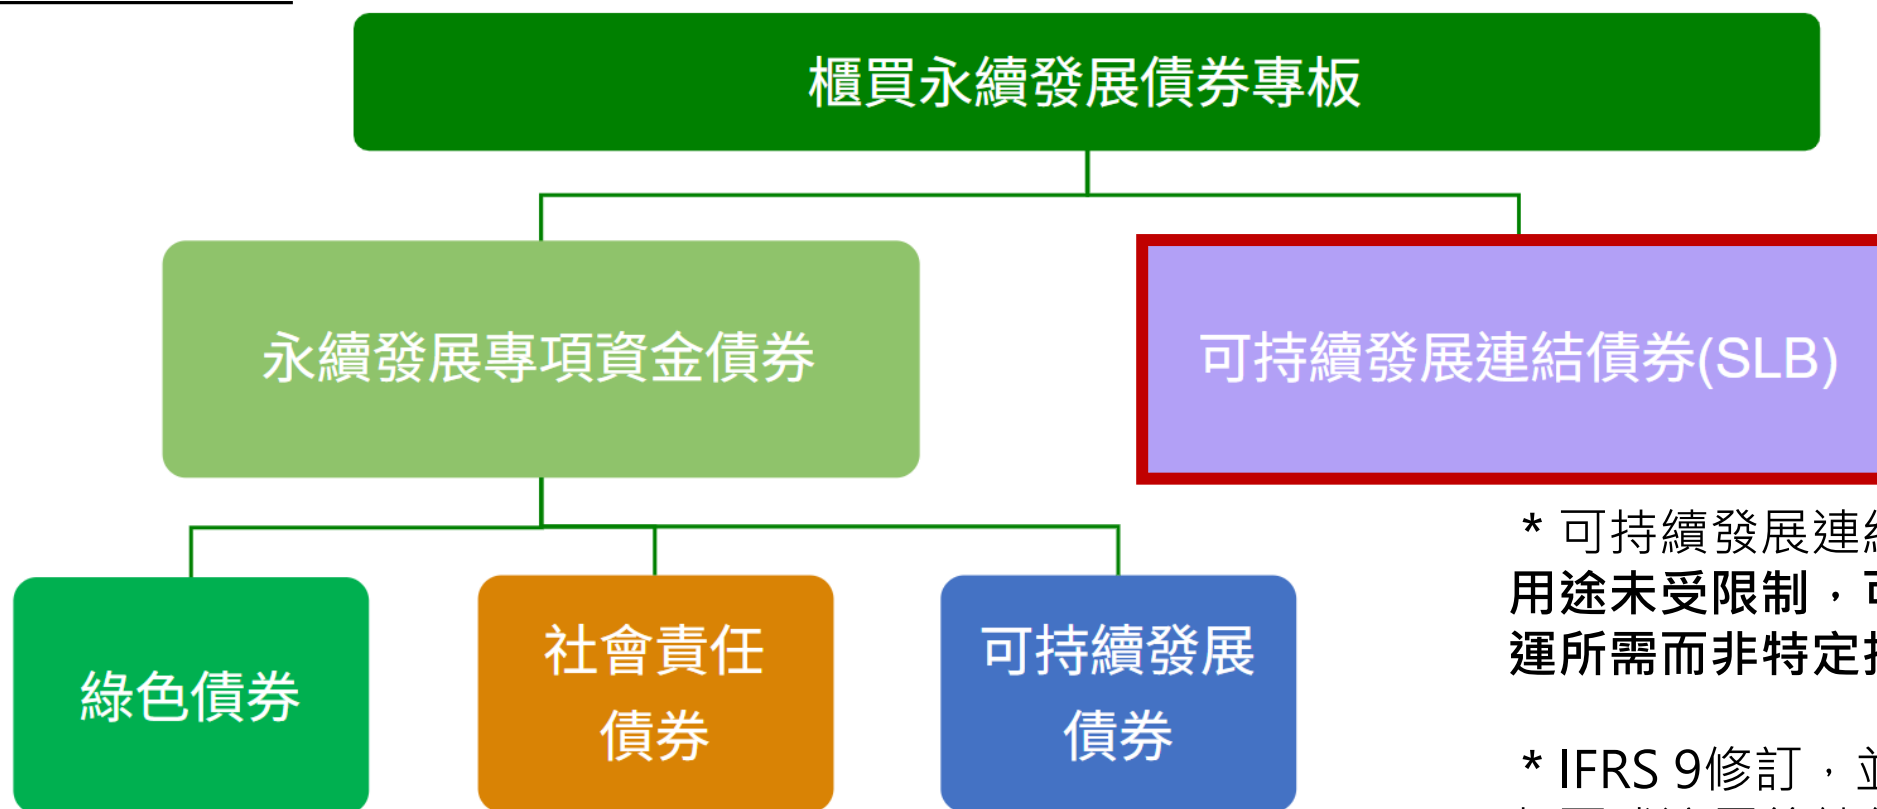 櫃買永續發展債券專板
永續發展專項資金債券
可持續發展連結債券(SLB)
綠色債券
社會責任
債券
可持續發展
債券
* 可持續發展連
用途未受限制，可
運所需而非特定
* IFRS 9修訂，並